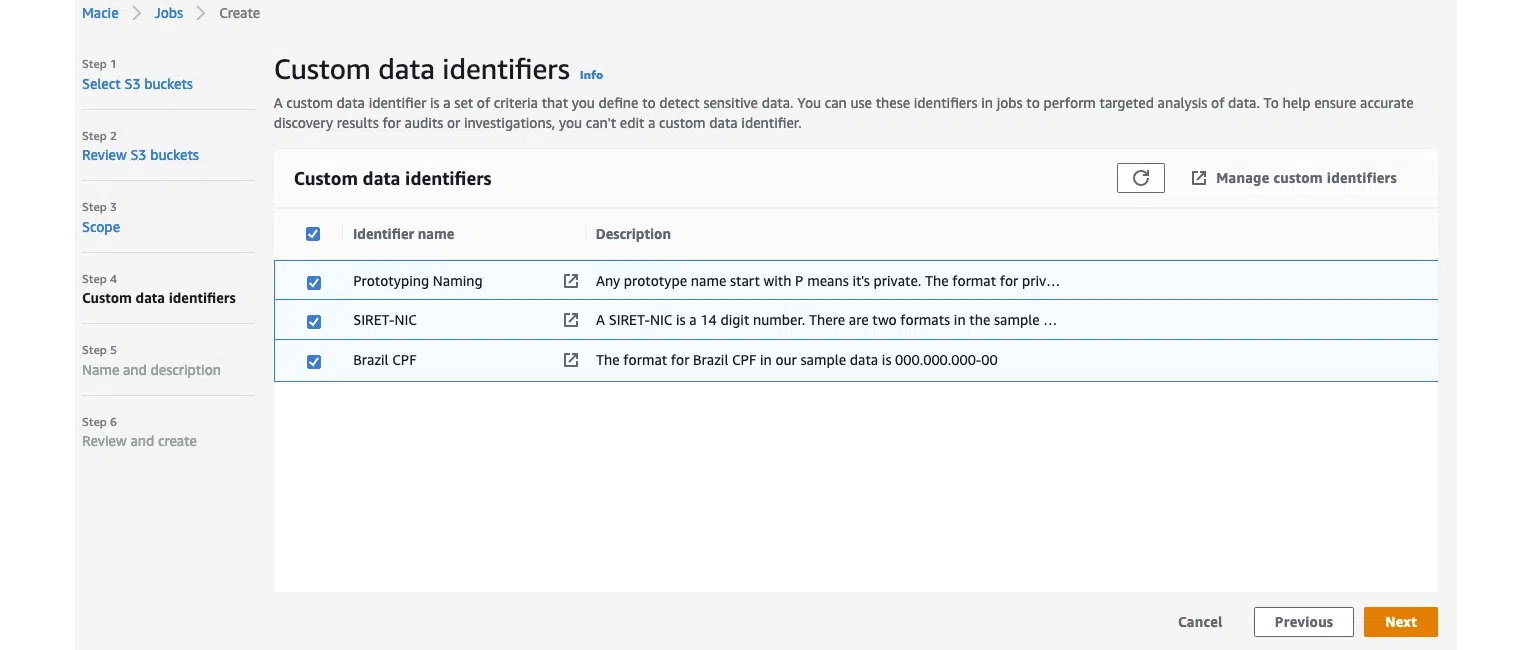 Macie > Jobs > Create
Step 1
Select S3 buckets
Step 2
Review S3 buckets
Step 3
Scope
Step 4
Custom data identifiers
Step 5
Name and description
Step 6
Review and create
Custom data identifiers Info
A custom data identifier is a set of criteria that you define to detect sensitive data. You can use these identifiers in jobs to perform targeted analysis of data. To help ensure accurate
discovery results for audits or investigations, you can't edit a custom data identifier.
Custom data identifiers Manage custom identifiers
Identifier name Description
Prototyping Naming Any prototype name start with P means it's private. The format for priv…
SIRET-NIC A SIRET-NIC is a 14 digit number. There are two formats in the sample …
Brazil CPF The format for Brazil CPF in our sample data is 000.000.000-00
Cancel Previous Next